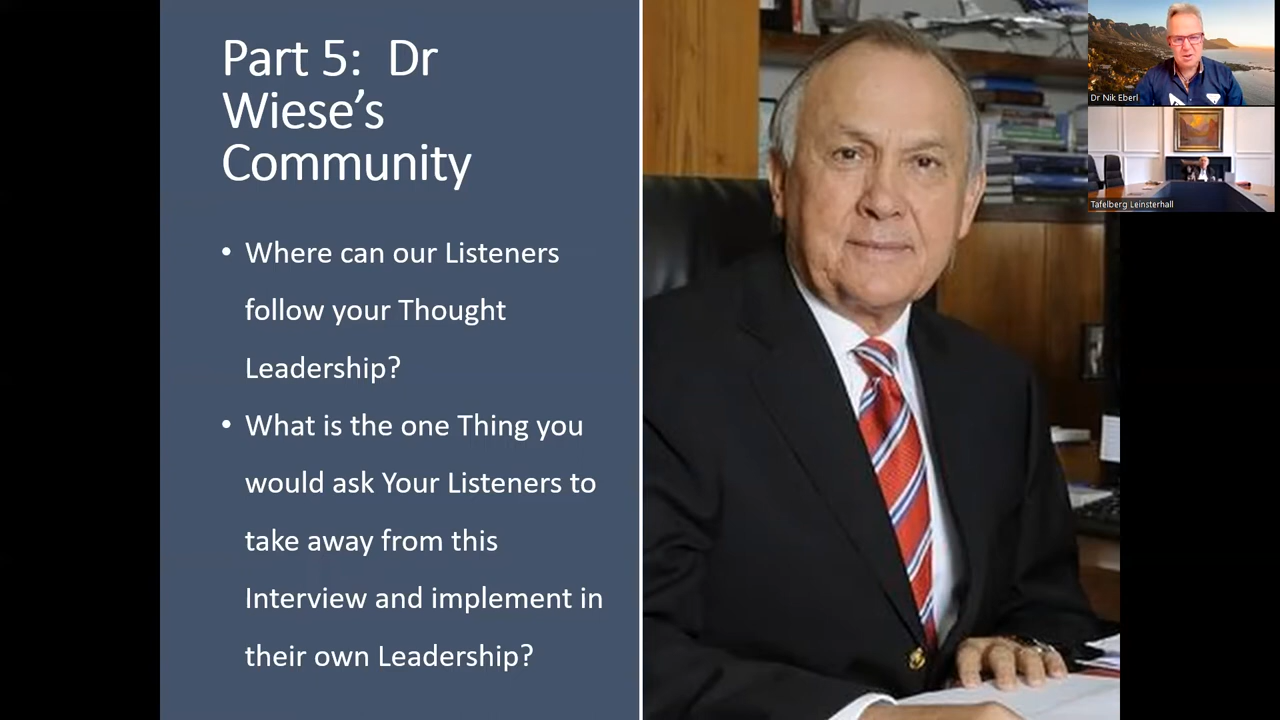 Part 5:  Dr
Wiese's
Community
• Where can our Listeners
follow your Thought
Leadership?
• What is the one Thing you
would ask Your Listeners to
take away from this
Interview and implement in
their own Leadership?
Dr Nik Eberl
Tafelberg Leinsterhall